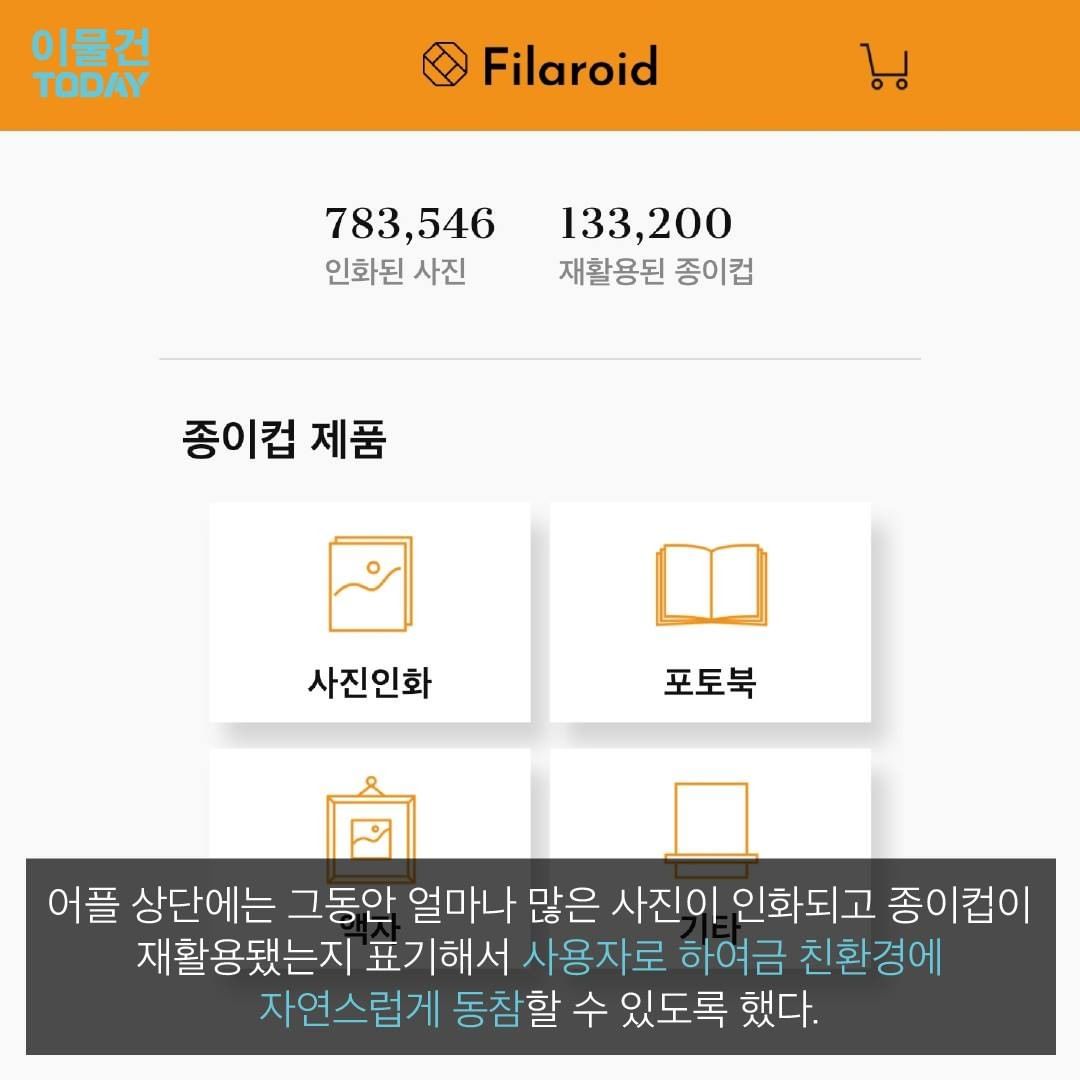 이물건
TODAY
Filaroid
783,546 133,200
인화된 사진 재활용된 종이컵
종이컵 제품
사진인화 포토북
액자 기타
어플 상단에는 그동안 얼마나 많은 사진이 인화되고 종이컵이
재활용됐는지 표기해서 사용자로 하여금 친환경에
자연스럽게 동참할 수 있도록 했다.